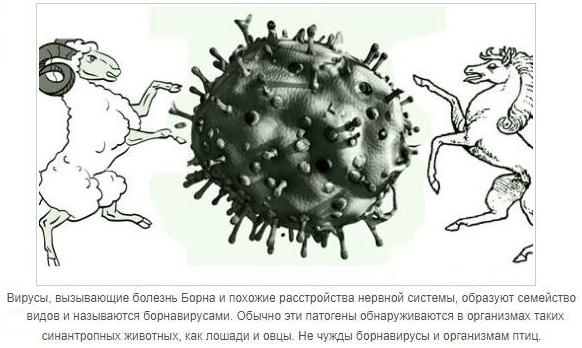 Вирусы, вызывающие болезнь Борна и похожие расстройства нервной системы, образуют семейство
видов и называются борнавирусами. Обычно эти патогены обнаруживаются в организмах таких
синантропных животных, как лошади и овцы. Не чужды борнавирусы и организмам птиц.